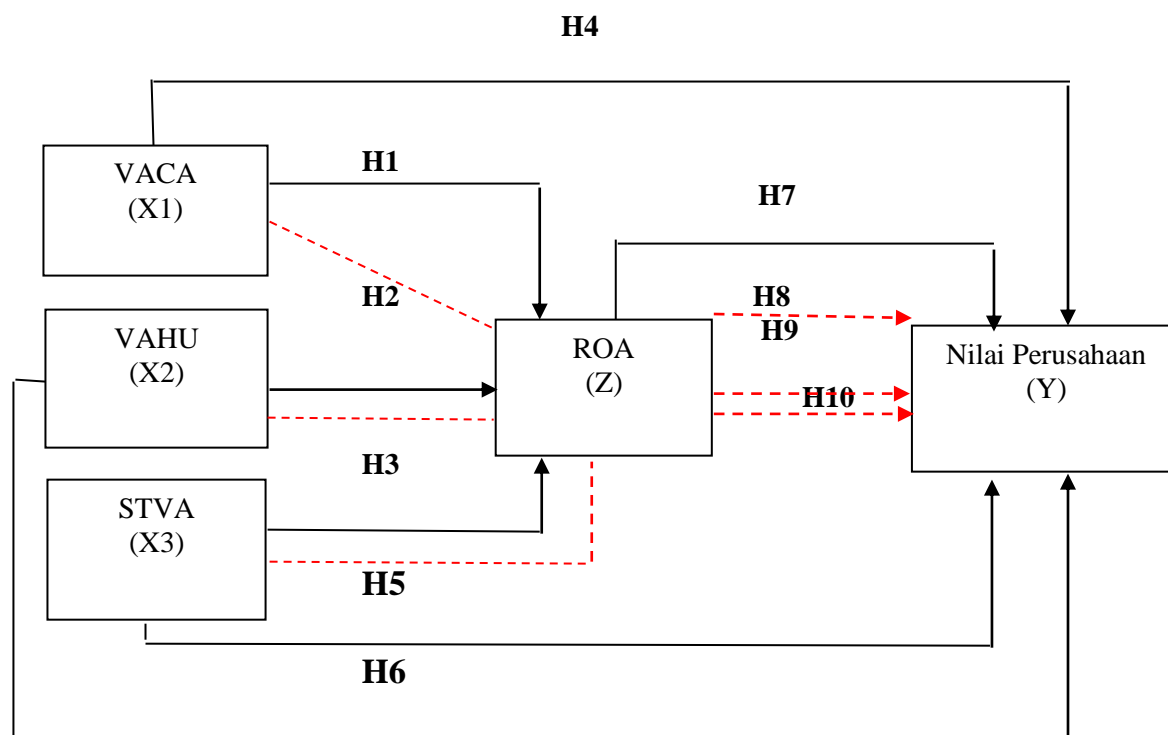 H4
VACA
(X1)
H1
H7
H2
H8
H9
VAHU
(X2)
ROA
(Z)
Nilai Perusahaan
(Y)
H10
H3
STVA
(X3)
H5
H6